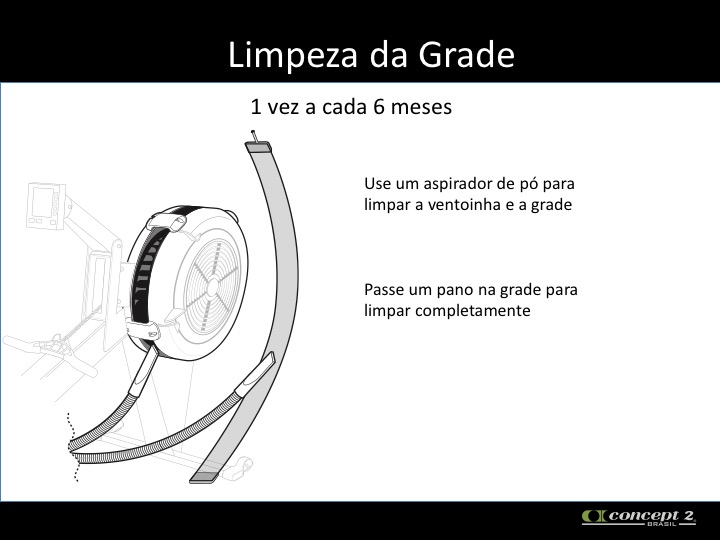 Limpeza da Grade
1 vez a cada 6 meses
Use um aspirador de pó para
limpar a ventoinha e a grade
Passe um pano na grade para
limpar completamente
concept 2
BRASIL